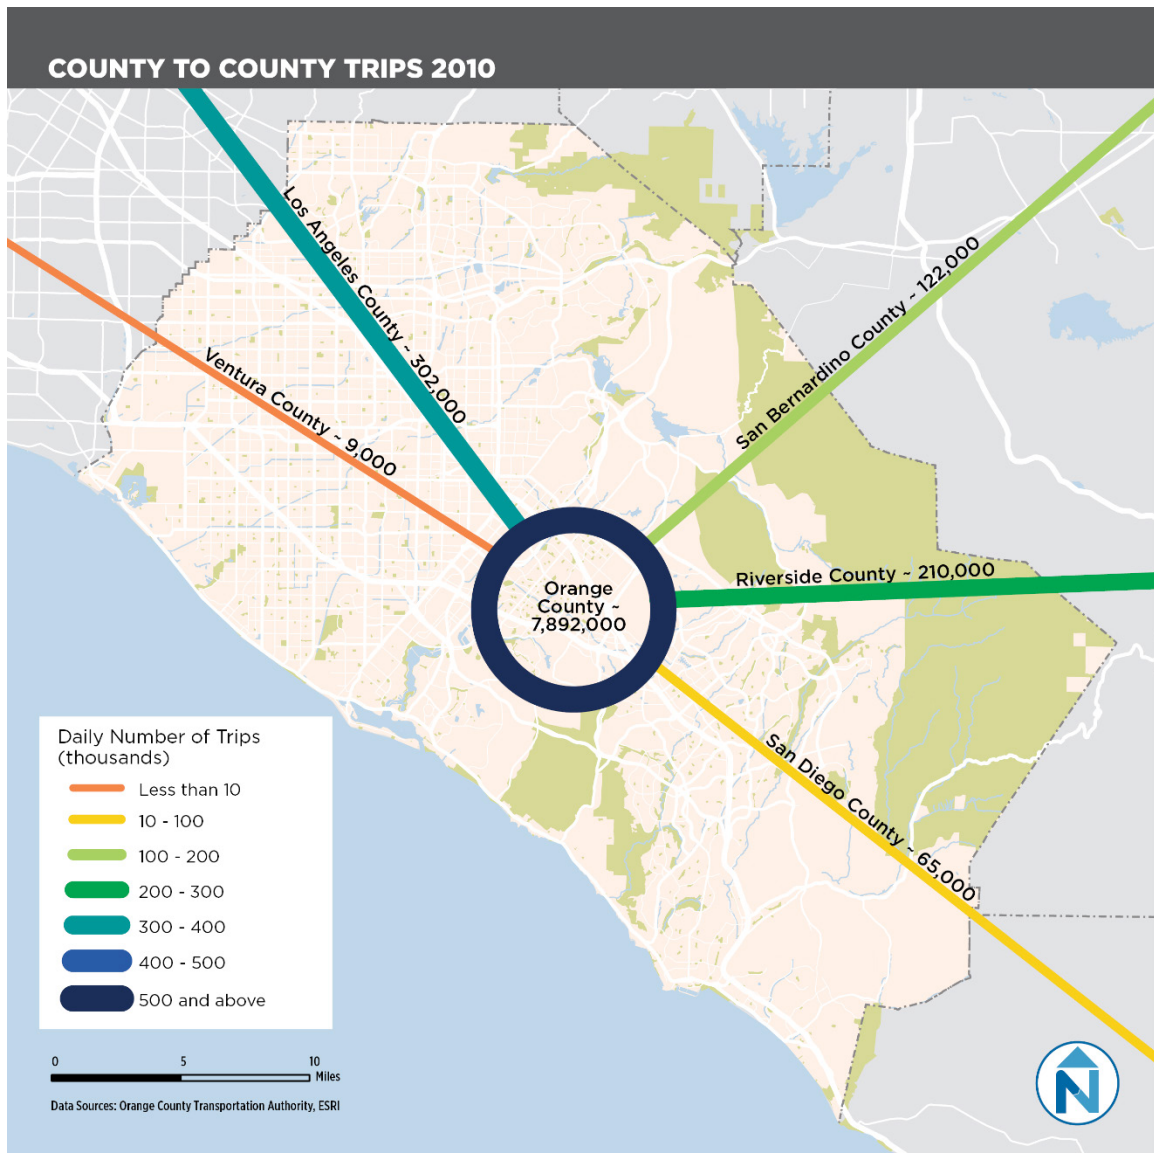 COUNTY TO COUNTY TRIPS 2010
Los Angeles County ~ 302,000
Ventura County ~ 9,000
San Bernardino County ~ 122,000
Riverside County ~ 210,000
Orange
County ~
7,892,000
San Diego County ~ 65,000
Daily Number of Trips
(thousands)
Less than 10
10 - 100
100 - 200
200 - 300
300 - 400
400 - 500
500 and above
0 5 10
Miles
Data Sources: Orange County Transportation Authority, ESRI
N